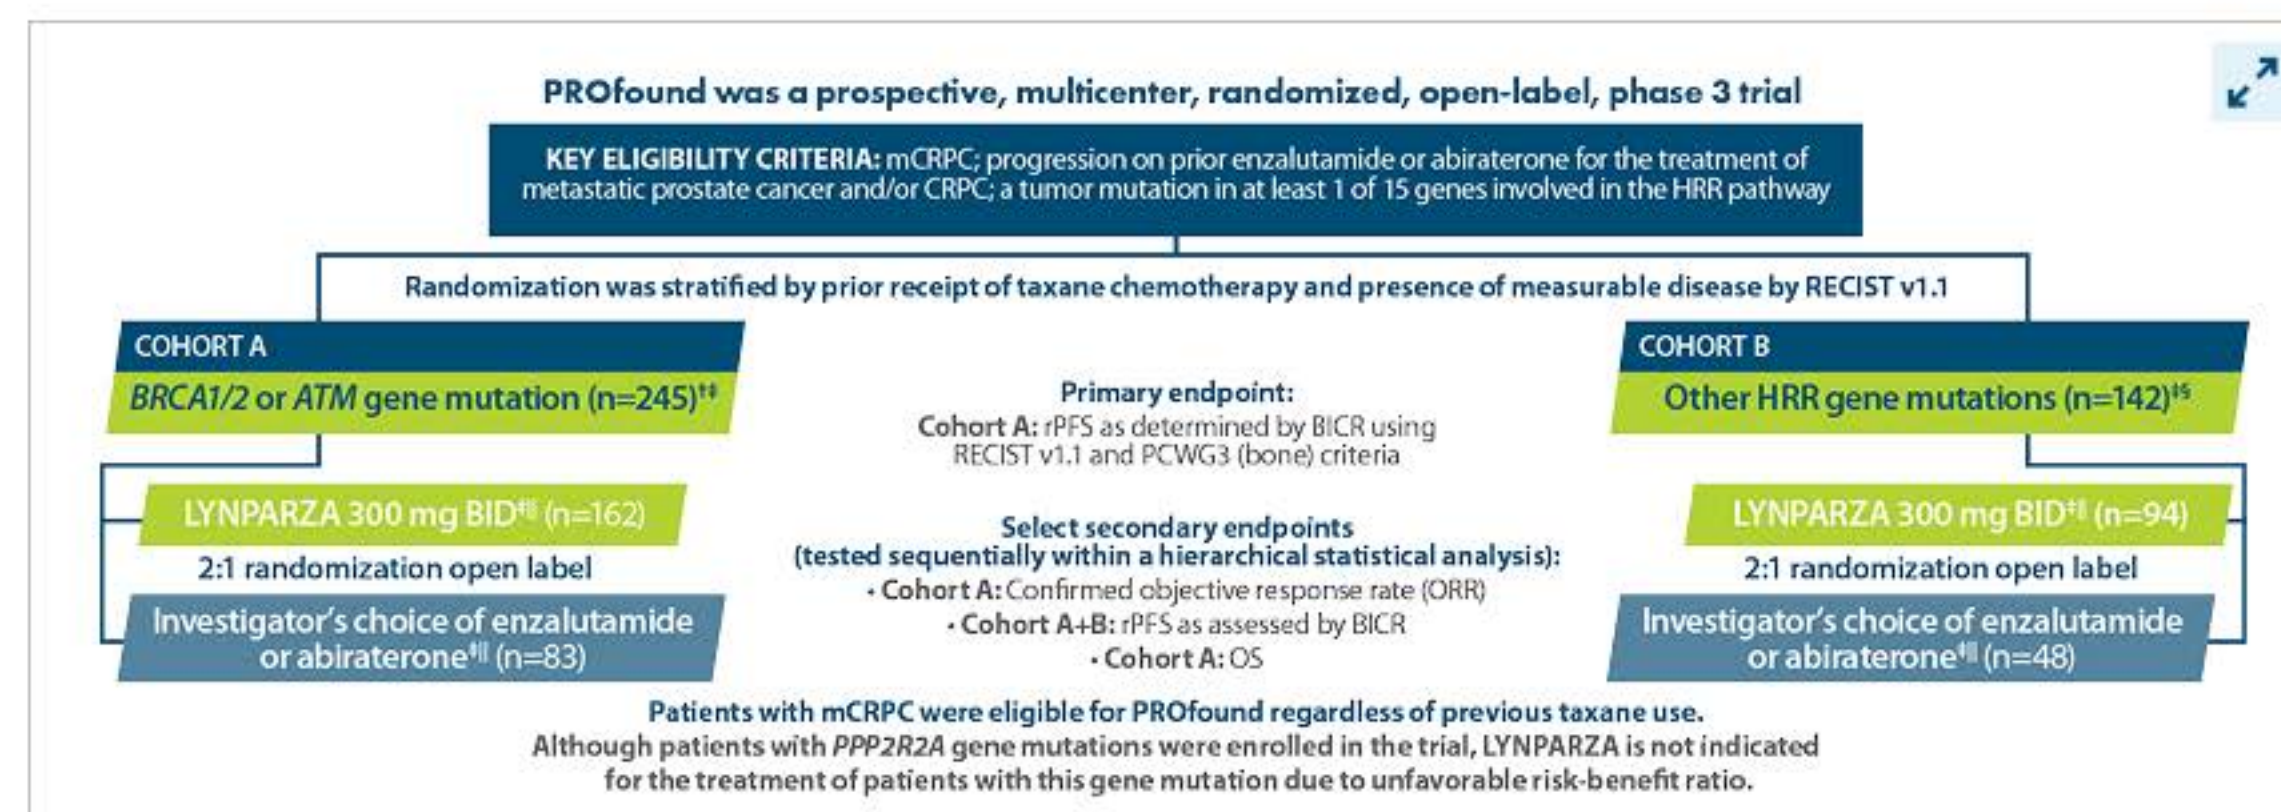 PROfound was a prospective, multicenter, randomized, open-label, phase 3 trial
KEY ELIGIBILITY CRITERIA: mCRPC; progression on prior enzalutamide or abiraterone for the treatment of
metastatic prostate cancer and/or CRPC; a tumor mutation in at least 1 of 15 genes involved in the HRR pathway
Randomization was stratified by prior receipt of taxane chemotherapy and presence of measurable disease by RECIST v1.1
COHORT A
BRCA1/2 or ATM gene mutation (n=245)†‡
LYNPARZA 300 mg BID‡|| (n=162)
2:1 randomization open label
Investigator's choice of enzalutamide
or abiraterone‡|| (n=83)
Primary endpoint:
Cohort A: rPFS as determined by BICR using
RECIST v1.1 and PCWG3 (bone) criteria
Select secondary endpoints
(tested sequentially within a hierarchical statistical analysis):
• Cohort A: Confirmed objective response rate (ORR)
• Cohort A+B: rPFS as assessed by BICR
• Cohort A: OS
COHORT B
Other HRR gene mutations (n=142)‡§
LYNPARZA 300 mg BID‡|| (n=94)
2:1 randomization open label
Investigator's choice of enzalutamide
or abiraterone‡|| (n=48)
Patients with mCRPC were eligible for PROfound regardless of previous taxane use.
Although patients with PPP2R2A gene mutations were enrolled in the trial, LYNPARZA is not indicated
for the treatment of patients with this gene mutation due to unfavorable risk-benefit ratio.